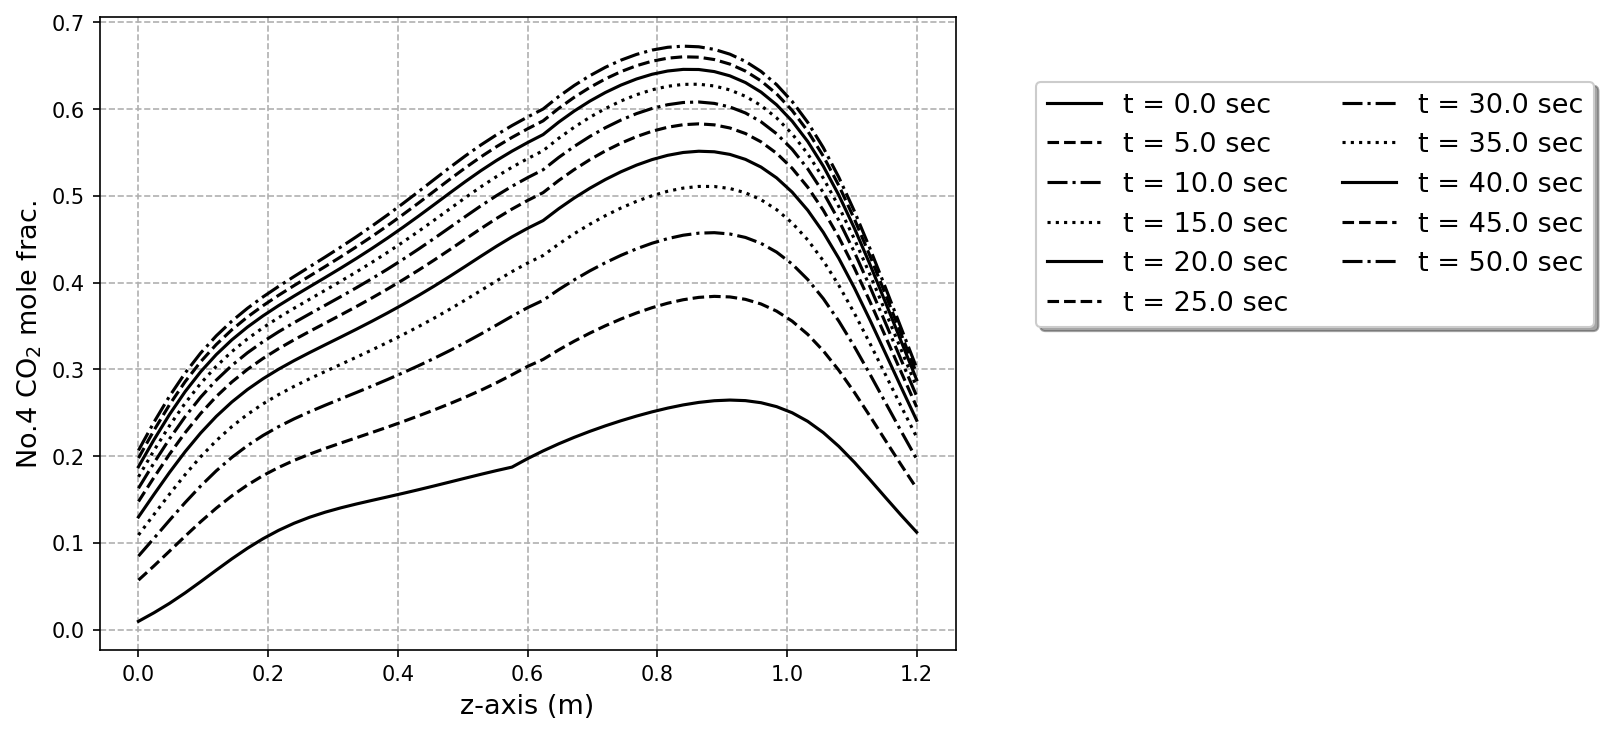 0.7
0.6
0.5
0.4
0.3
0.2
0.1
0.0
No.4 CO₂ mole frac.
0.0 0.2 0.4 0.6 0.8 1.0 1.2
z-axis (m)
t = 0.0 sec
t = 5.0 sec
t = 10.0 sec
t = 15.0 sec
t = 20.0 sec
t = 25.0 sec
t = 30.0 sec
t = 35.0 sec
t = 40.0 sec
t = 45.0 sec
t = 50.0 sec